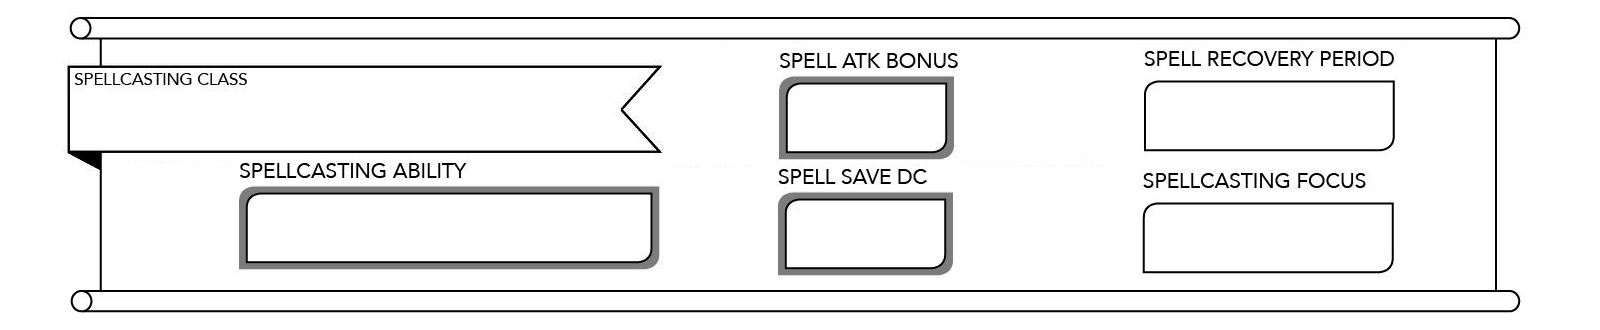 SPELLCASTING CLASS
SPELLCASTING ABILITY
SPELL ATK BONUS
SPELL SAVE DC
SPELL RECOVERY PERIOD
SPELLCASTING FOCUS